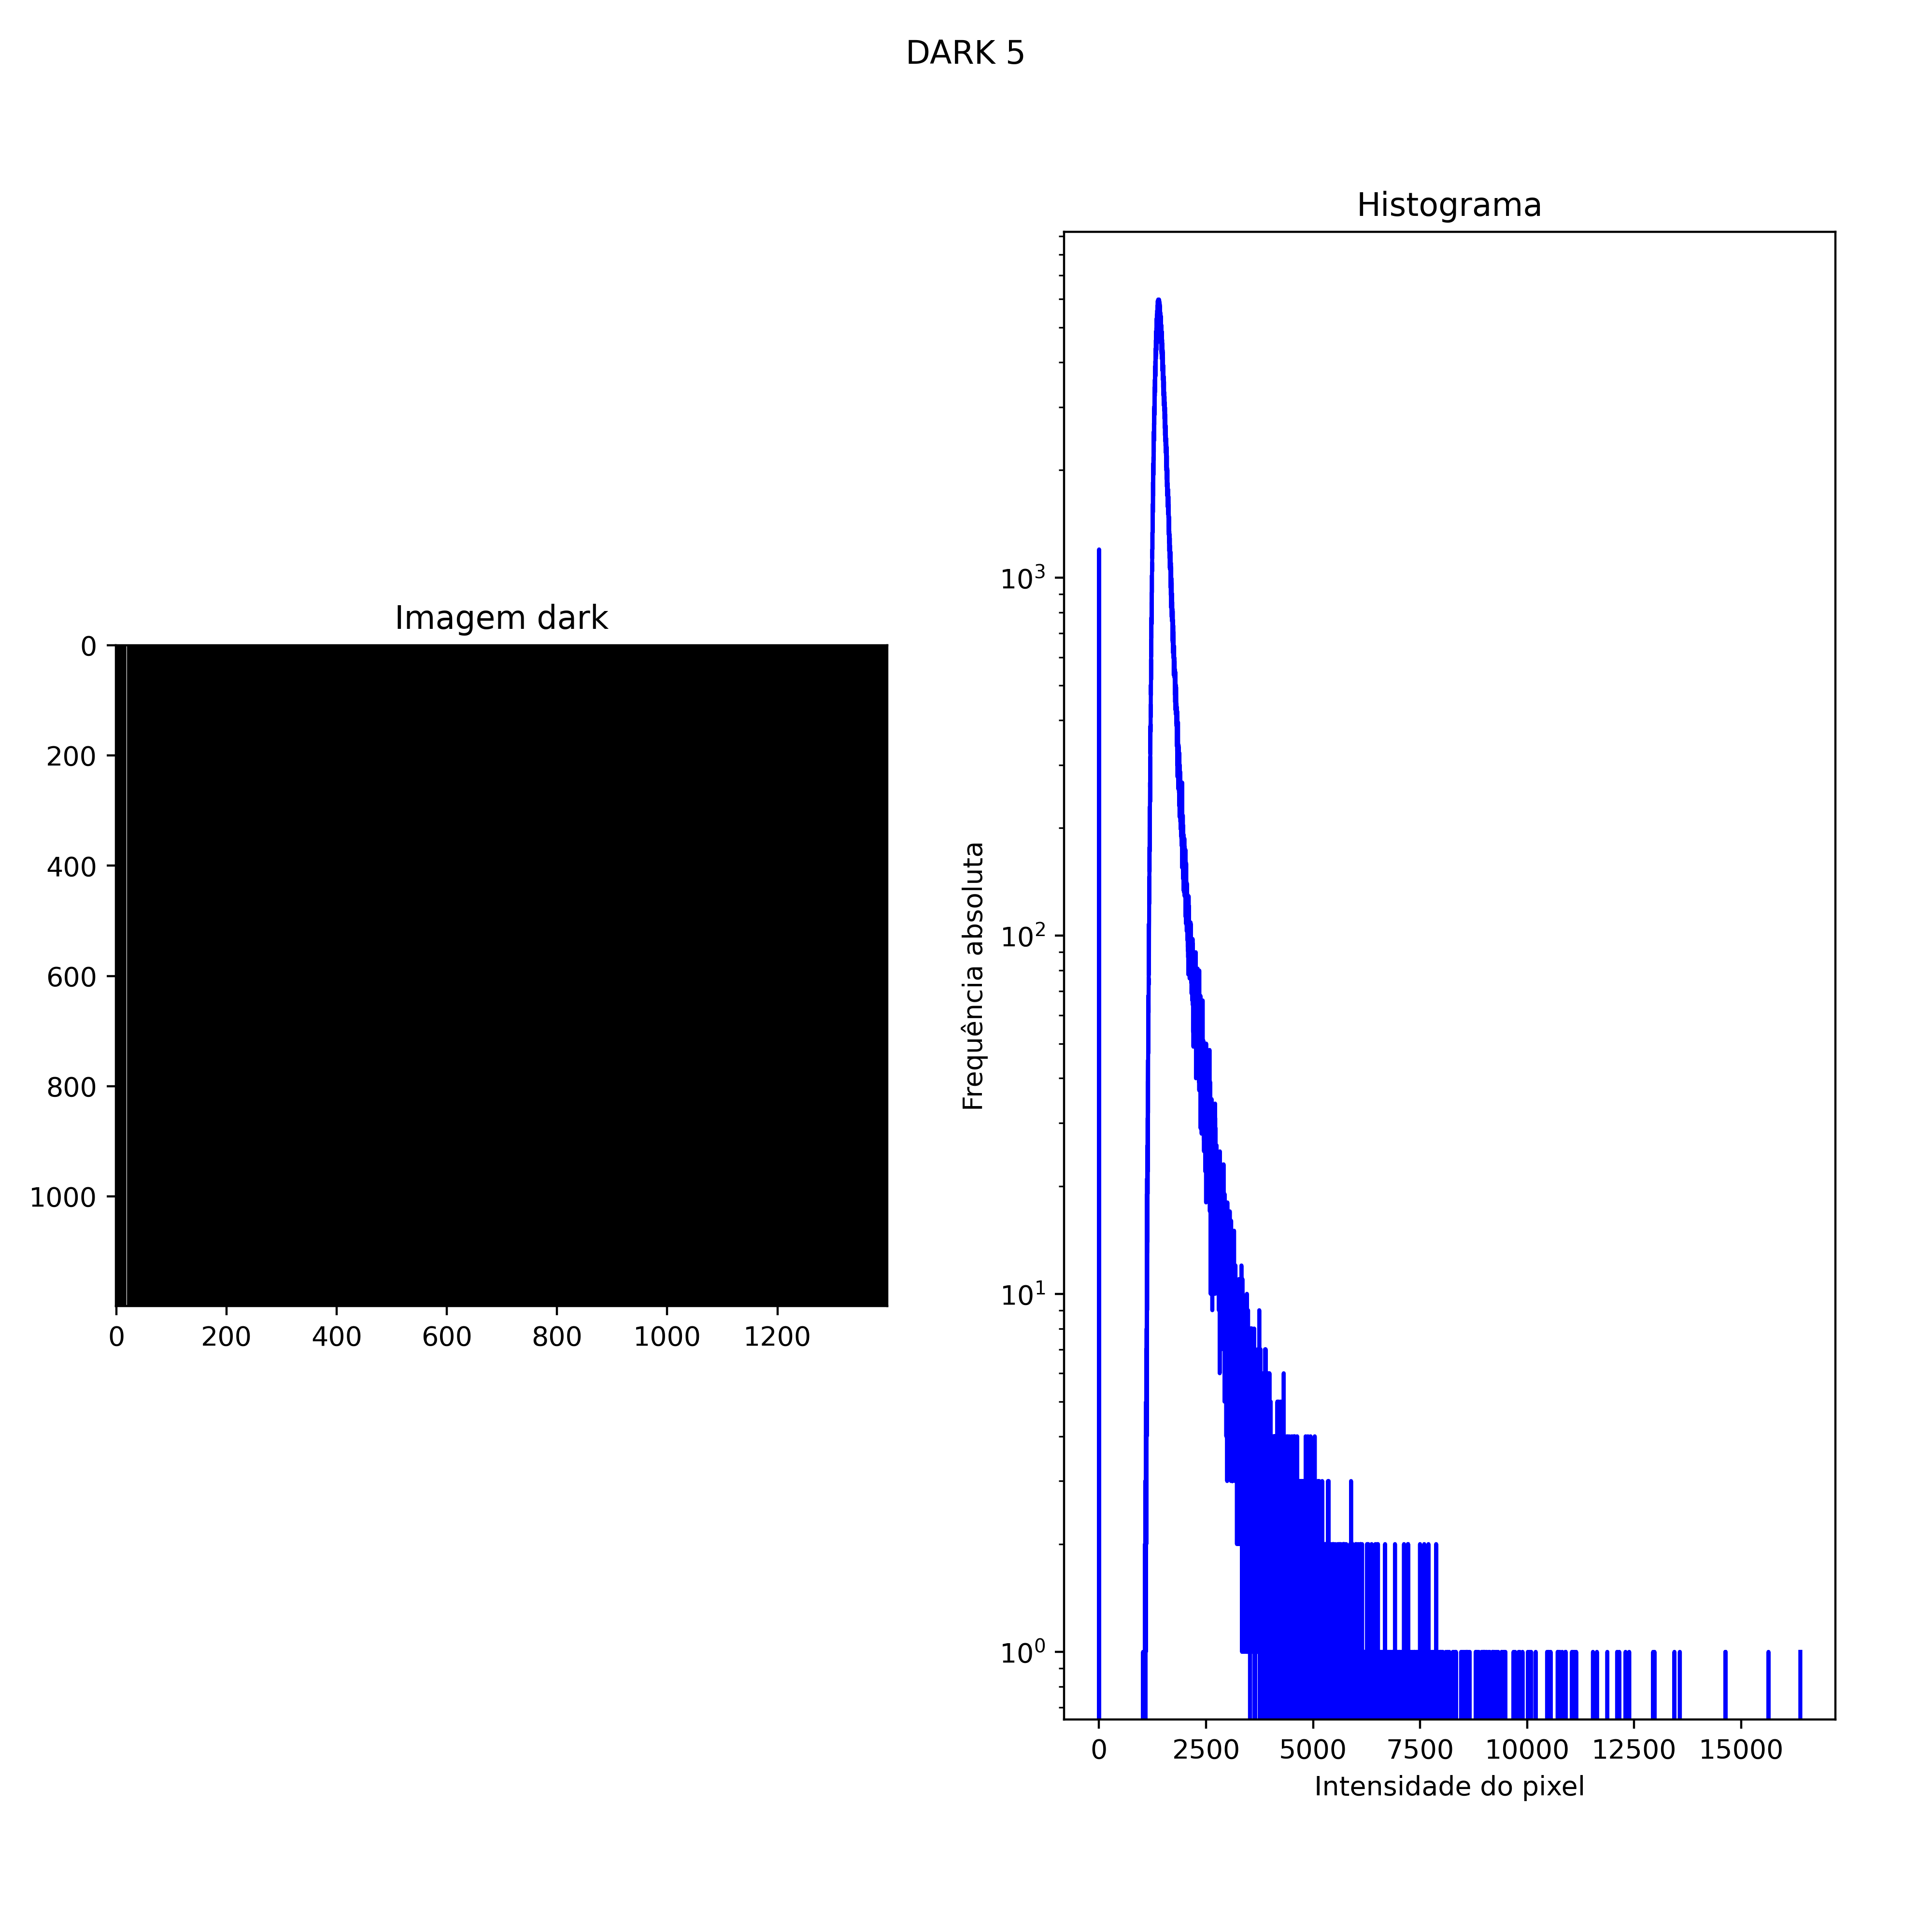 DARK 5
Imagem dark
0
200
400
600
800
1000
0 200 400 600 800 1000 1200
Histograma
Frequência absoluta
10³
10²
10¹
10⁰
0 2500 5000 7500 10000 12500 15000
Intensidade do pixel